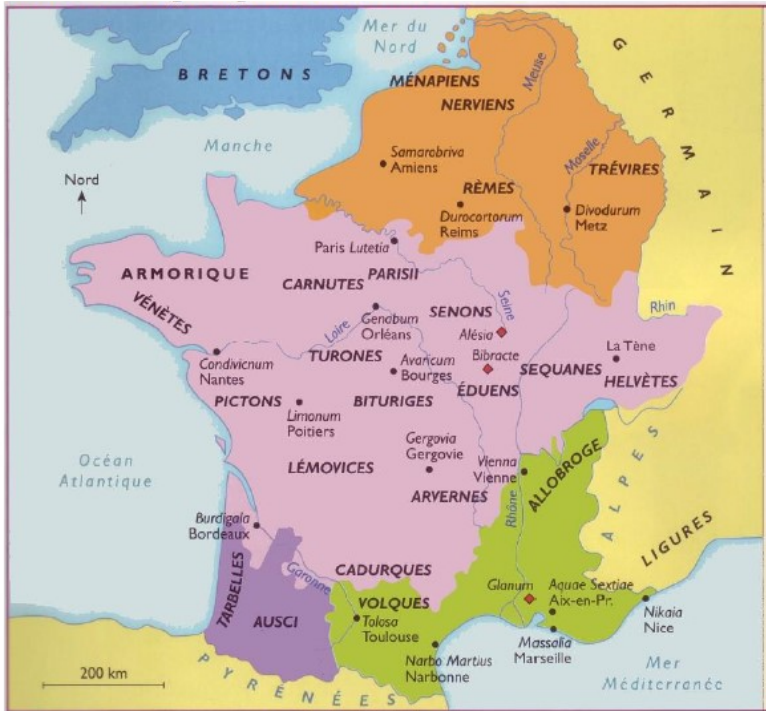 Mer du
Nord
BRETONS
GERMAIN
MÉNAPIENS
NERVIENS
Meuse
Manche
Samarobriva
Amiens
Moselle
TRÉVIRES
Nord
RÈMES
Durocortorum
Reims
Divodurum
Metz
Paris Lutetia
PARISII
ARMORIQUE
CARNUTES
VÉNÈTES
Seine
Rhin
SENONS
Loire
Genabum
Orléans
Alésia
La Tène
Condivicnum
Nantes
TURONES
Avaricum
Bourges
Bibracte
SEQUANES
HELVÈTES
ÉDUENS
PICTONS
BITURIGES
Limonum
Poitiers
Océan
Atlantique
Gergovia
Gergovie
LÉMOVICES
Vienna
Vienne
ALLOBROGE
ALPES
ARVERNES
Rhône
Burdigala
Bordeaux
LIGURES
Garonne
CADURQUES
TARBELLES
Glanum
Aquae Sextiae
Aix-en-Pr.
VOLQUES
AUSCI
Tolosa
Toulouse
Nikaia
Nice
Massalia
Marseille
Narbo Martius
Narbonne
Mer
Méditerranée
200 km
PYRÉNÉES